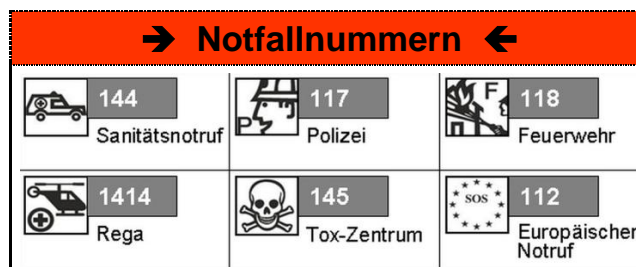 ➔ Notfallnummern ➔
144
Sanitätsnotruf
P
117
Polizei
F
118
Feuerwehr
1414
Rega
145
Tox-Zentrum
SOS
112
Europäischer
Notruf